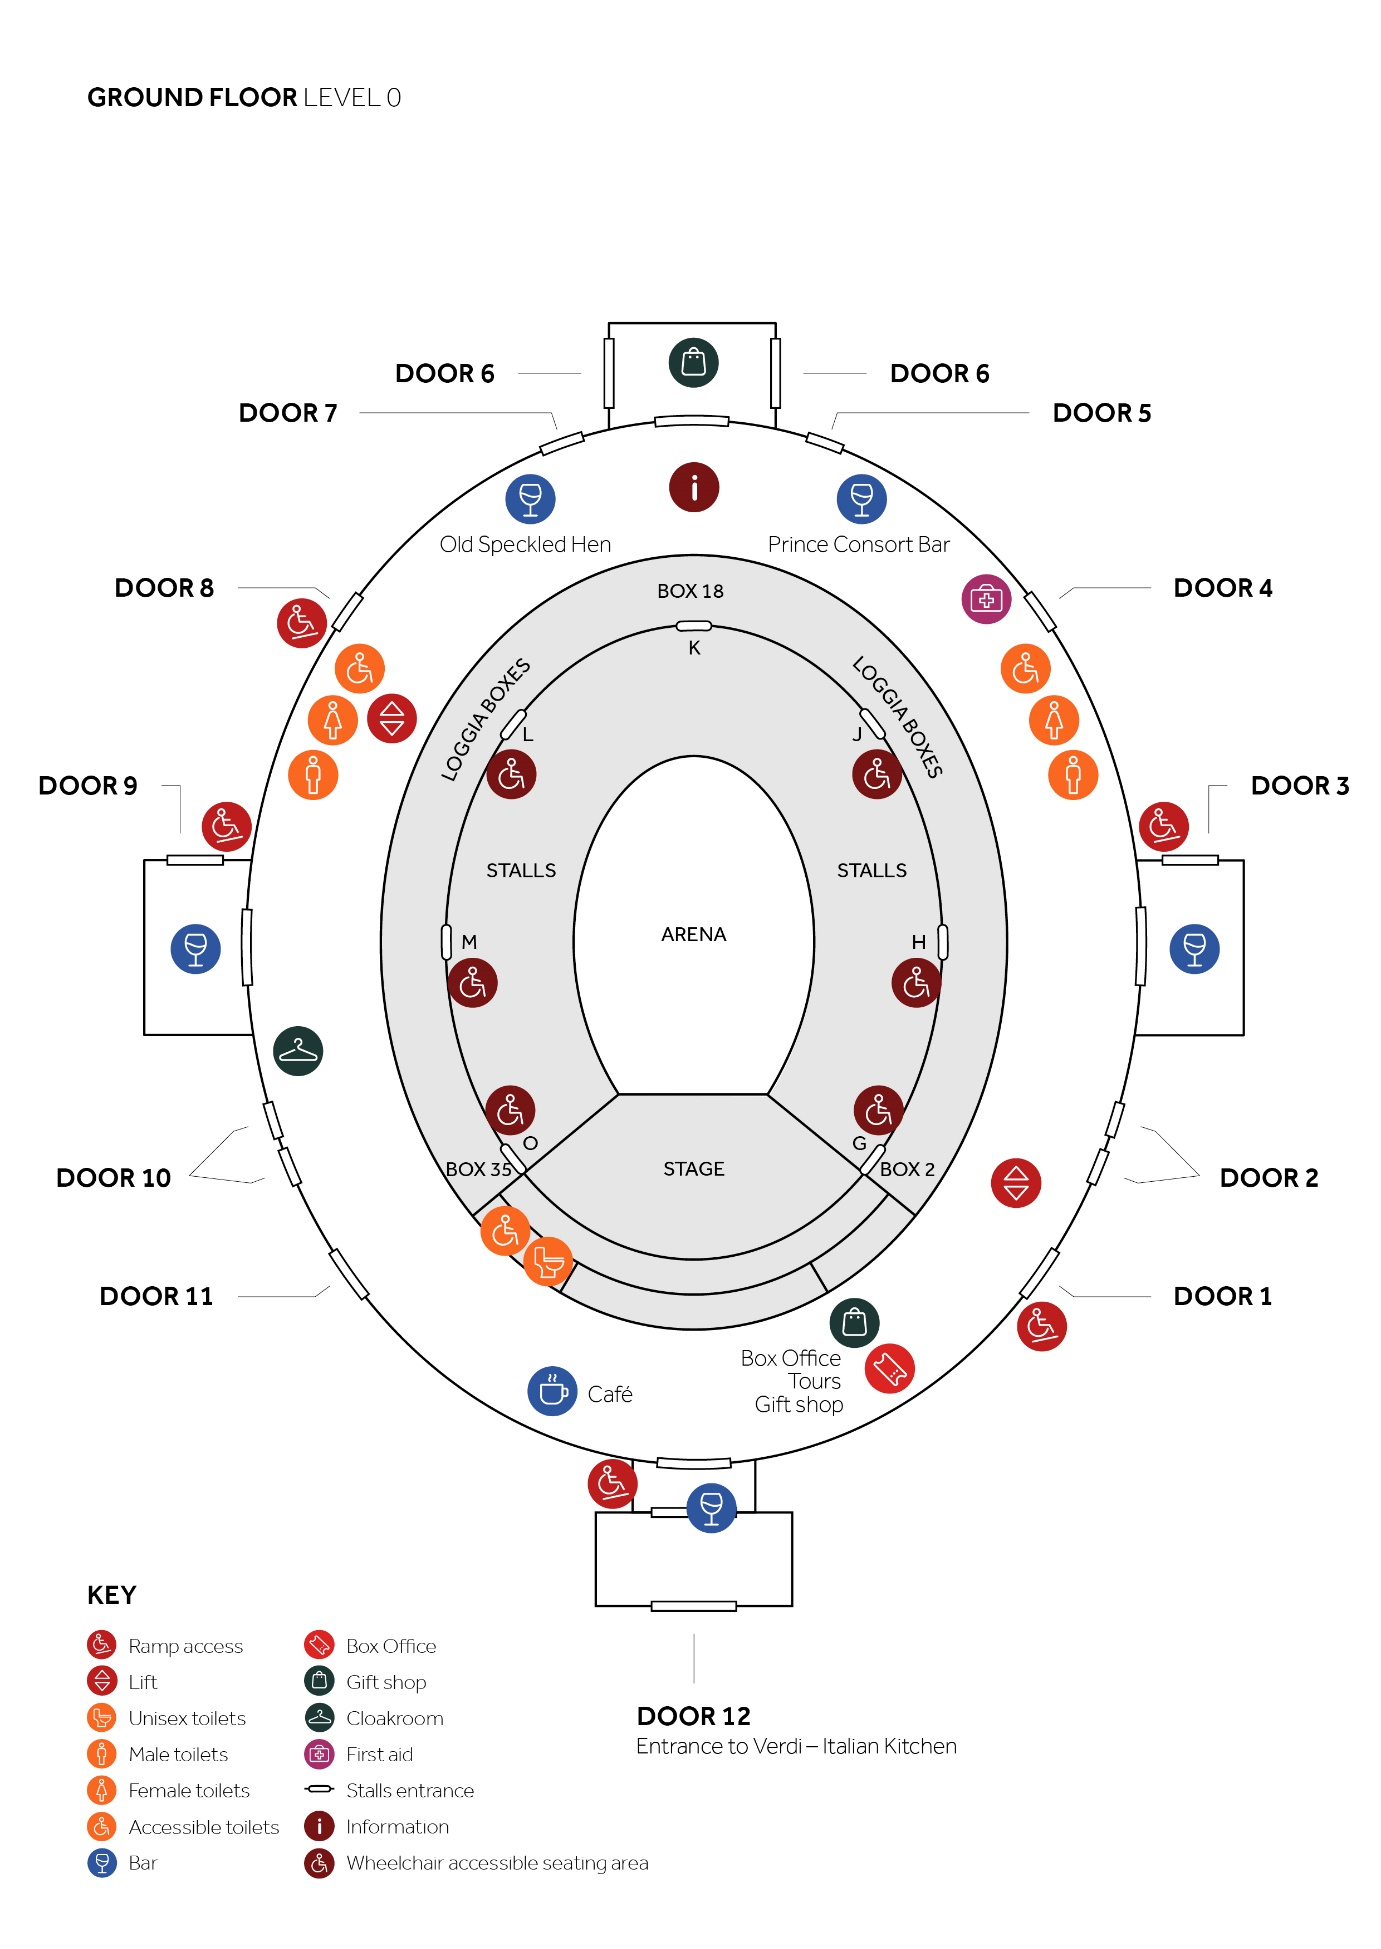 GROUND FLOOR LEVEL 0
DOOR 6
DOOR 6
DOOR 7
DOOR 5
Old Speckled Hen
Prince Consort Bar
DOOR 8
DOOR 4
BOX 18
K
LOGGIA BOXES
LOGGIA BOXES
L
J
DOOR 9
DOOR 3
STALLS
STALLS
ARENA
M
H
O
G
BOX 35
STAGE
BOX 2
DOOR 10
DOOR 2
DOOR 11
DOOR 1
Box Office
Tours
Gift shop
Café
KEY
Ramp access
Lift
Unisex toilets
Male toilets
Female toilets
Accessible toilets
Bar
Box Office
Gift shop
Cloakroom
First aid
Stalls entrance
Information
Wheelchair accessible seating area
DOOR 12
Entrance to Verdi – Italian Kitchen